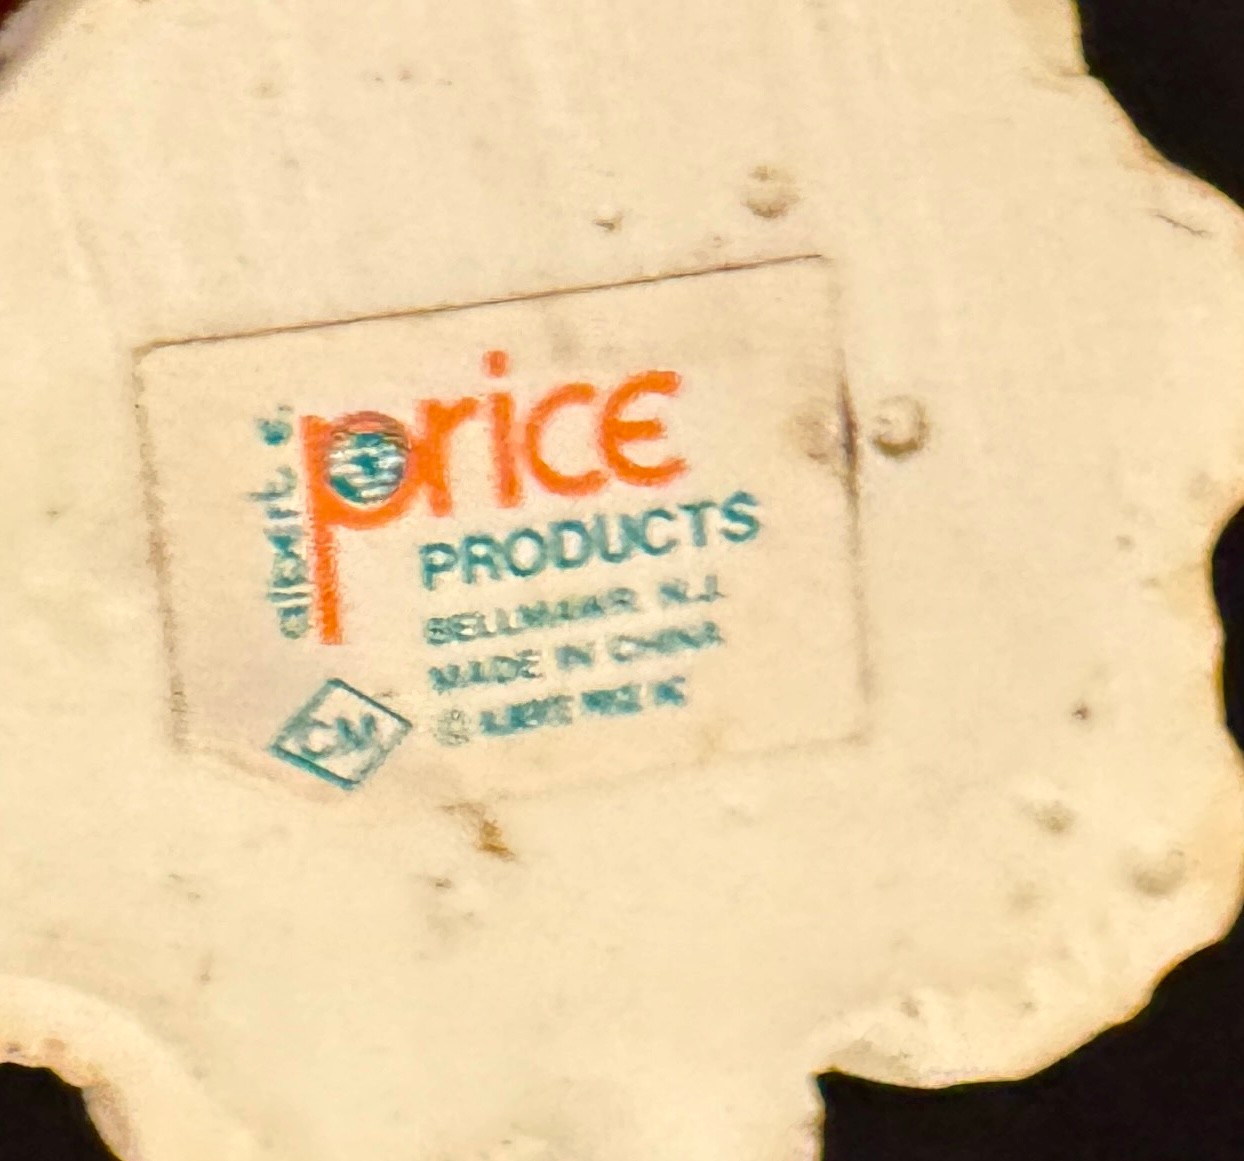 albert e.
price
PRODUCTS
BELLMAWR, N.J.
MADE IN CHINA
©
CM